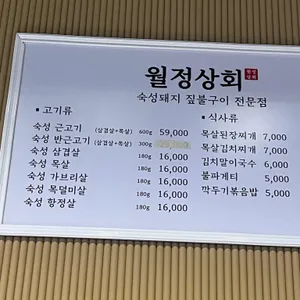 월정상회
숙성돼지 짚불구이 전문점
• 고기류
숙성 근고기 (삼겹살+목살) 600g 59,000
숙성 반근고기 (삼겹살+목살) 300g
숙성 삼겹살 180g 16,000
숙성 목살 180g 16,000
숙성 가브리살 180g 16,000
숙성 목덜미살 180g 16,000
숙성 항정살 180g 16,000
• 식사류
목살된장찌개 7,000
목살김치찌개 7,000
김치말이국수 6,000
불파게티 5,000
깍두기볶음밥 5,000